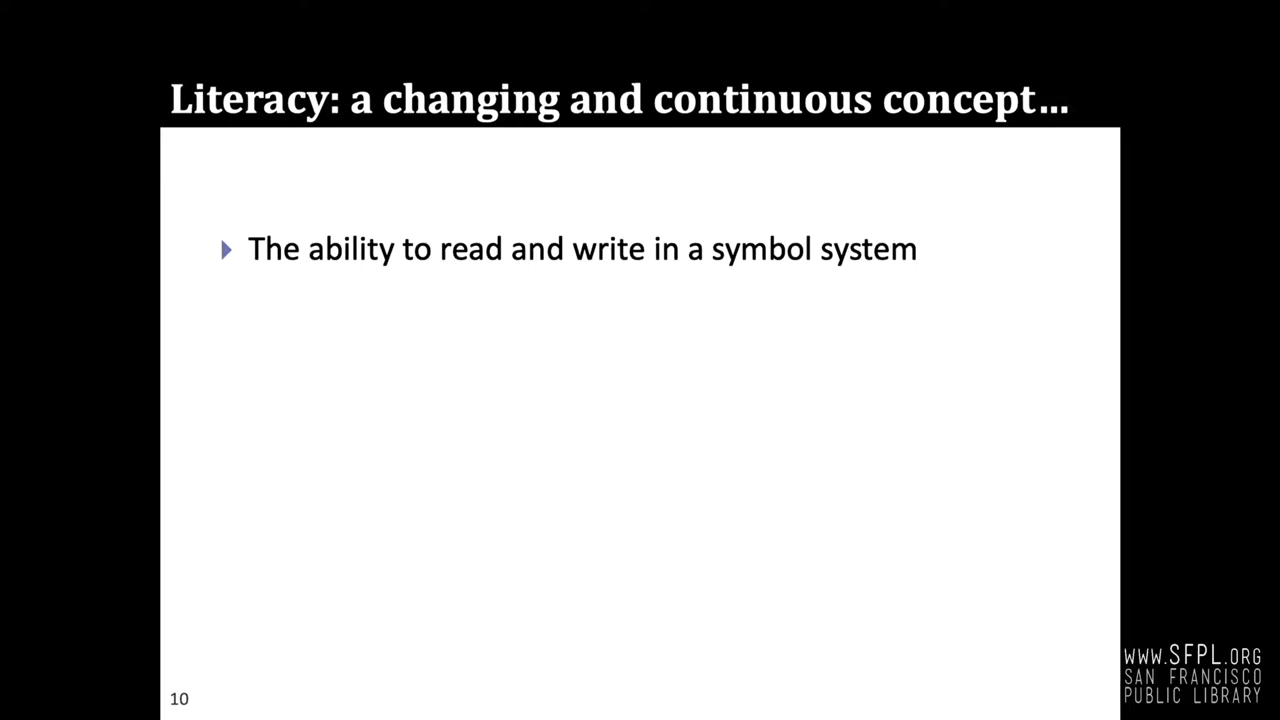 Literacy: a changing and continuous concept…
The ability to read and write in a symbol system
10
WWW.SFPL.ORG
SAN FRANCISCO
PUBLIC LIBRARY